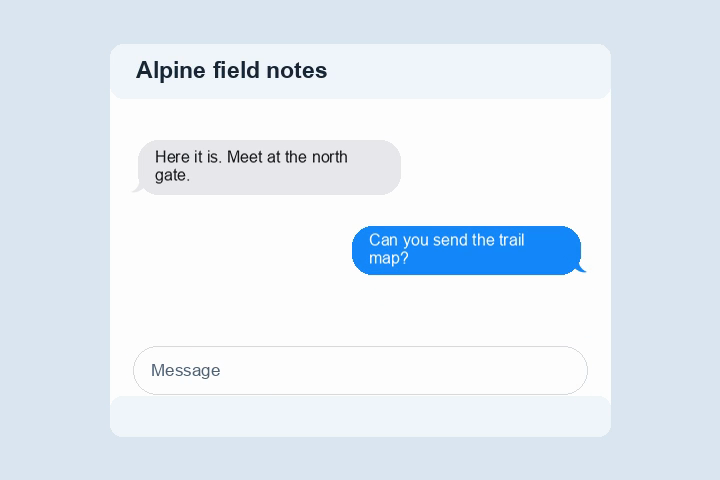 Alpine field notes
Here it is. Meet at the north
gate.
Can you send the trail
map?
Message